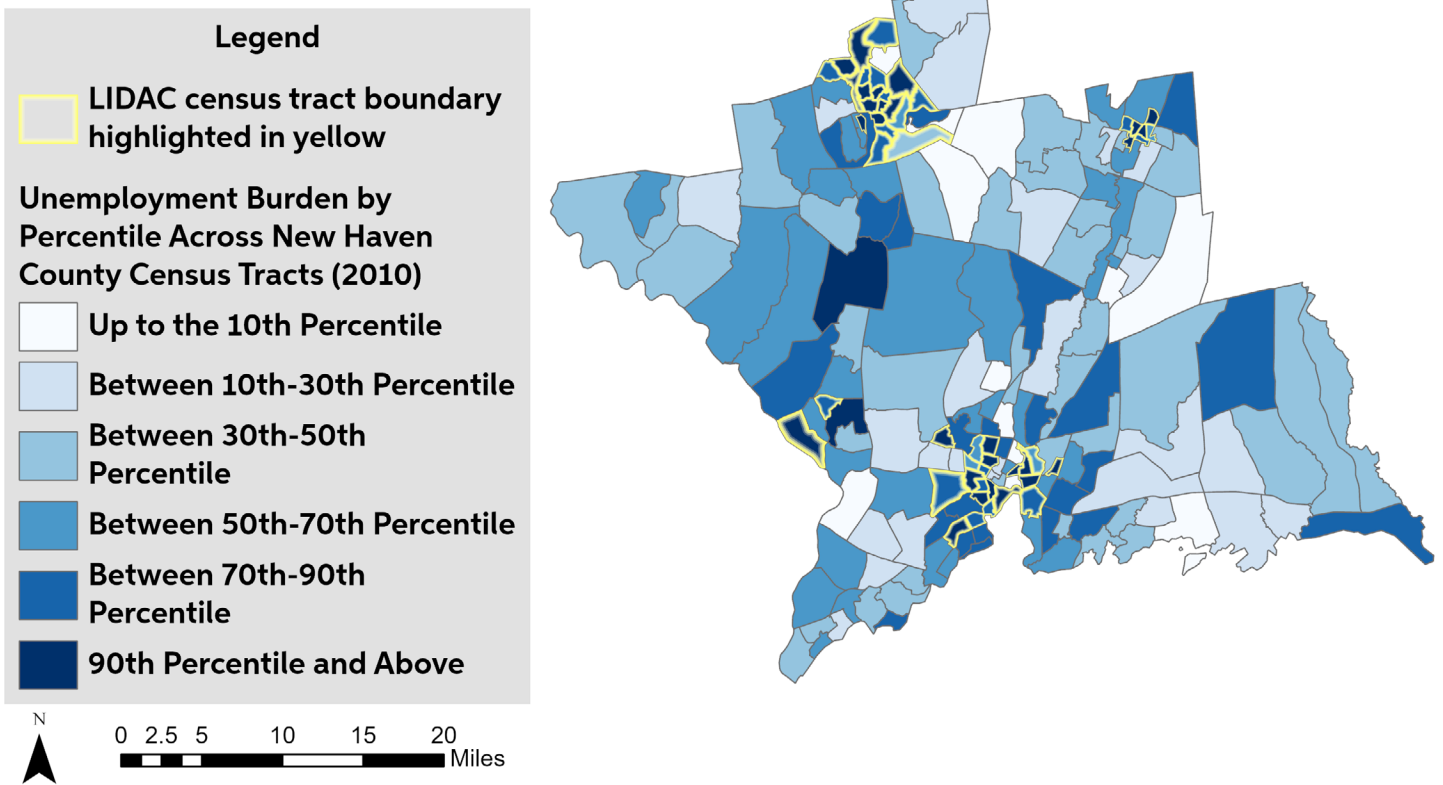 Legend
LIDAC census tract boundary
highlighted in yellow
Unemployment Burden by
Percentile Across New Haven
County Census Tracts (2010)
Up to the 10th Percentile
Between 10th-30th Percentile
Between 30th-50th
Percentile
Between 50th-70th Percentile
Between 70th-90th
Percentile
90th Percentile and Above
N
0 2.5 5 10 15 20
Miles